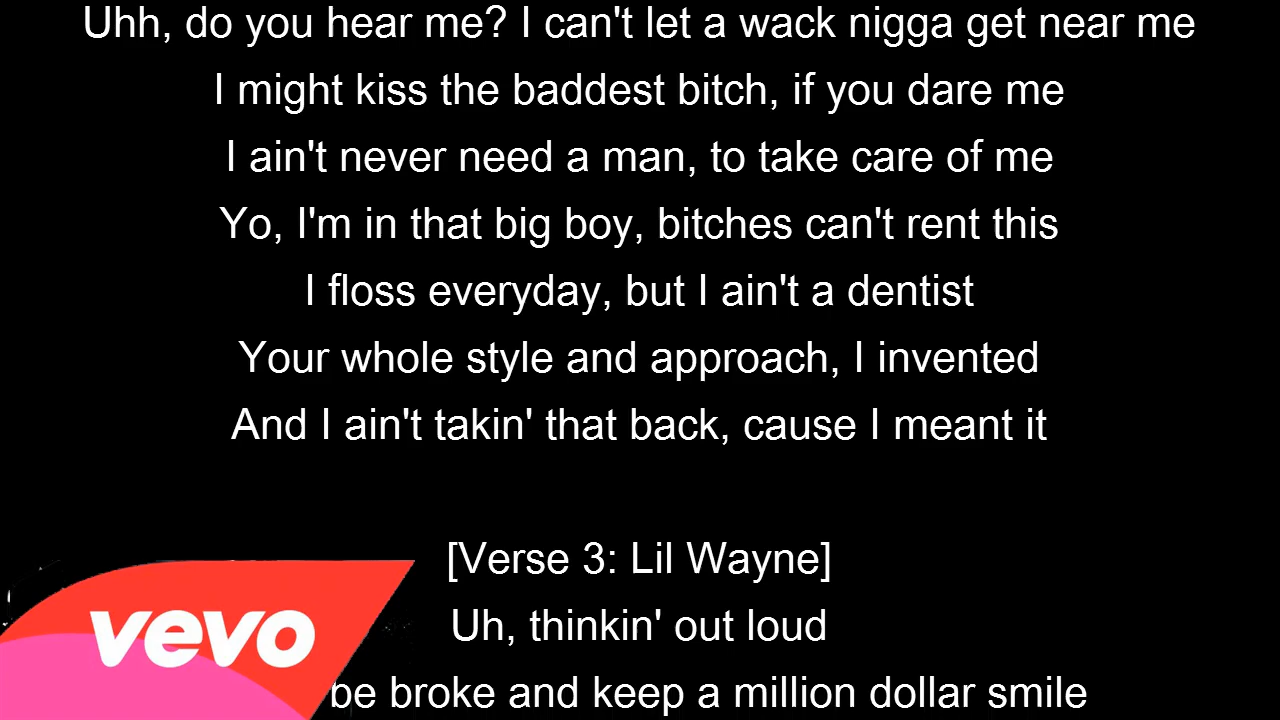 Uhh, do you hear me? I can't let a wack nigga get near me
I might kiss the baddest bitch, if you dare me
I ain't never need a man, to take care of me
Yo, I'm in that big boy, bitches can't rent this
I floss everyday, but I ain't a dentist
Your whole style and approach, I invented
And I ain't takin' that back, cause I meant it
[Verse 3: Lil Wayne]
Uh, thinkin' out loud
be broke and keep a million dollar smile
vevo